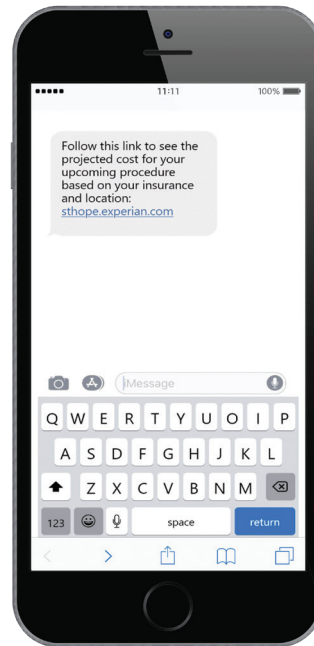 11:11
100%
Follow this link to see the
projected cost for your
upcoming procedure
based on your insurance
and location:
sthope.experian.com
iMessage
Q W E R T Y U O I P
A S D F G H J K L
Z X C V B N M
123 space return